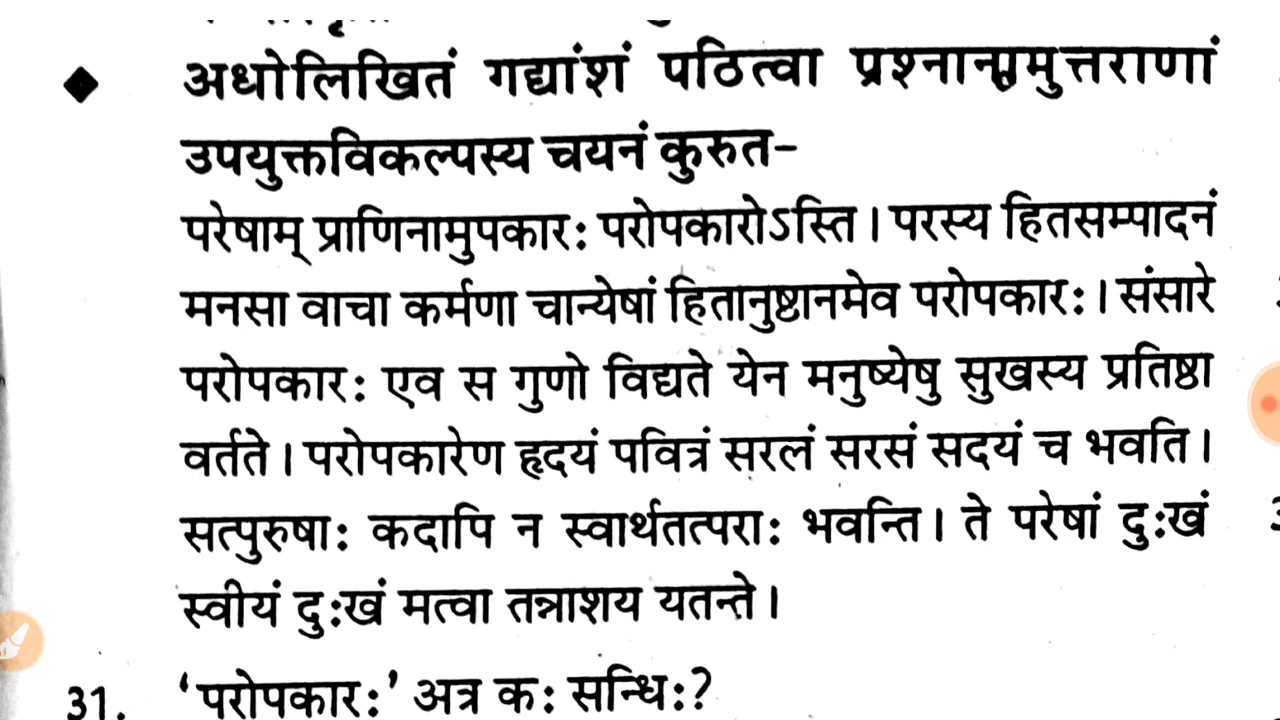 ◆ अधोलिखितं गद्यांशं पठित्वा प्रश्नानामुत्तराणां
उपयुक्तविकल्पस्य चयनं कुरुत-
परेषाम् प्राणिनामुपकारः परोपकारोऽस्ति। परस्य हितसम्पादनं
मनसा वाचा कर्मणा चान्येषां हितानुष्टानमेव परोपकारः। संसारे
परोपकारः एव स गुणो विद्यते येन मनुष्येषु सुखस्य प्रतिष्ठा
वर्तते। परोपकारेण हृदयं पवित्रं सरलं सरसं सदयं च भवति।
सत्पुरुषाः कदापि न स्वार्थतत्पराः भवन्ति। ते परेषां दुःखं
स्वीयं दुःखं मत्वा तन्नाशय यतन्ते।
31. 'परोपकारः' अत्र कः सन्धिः?